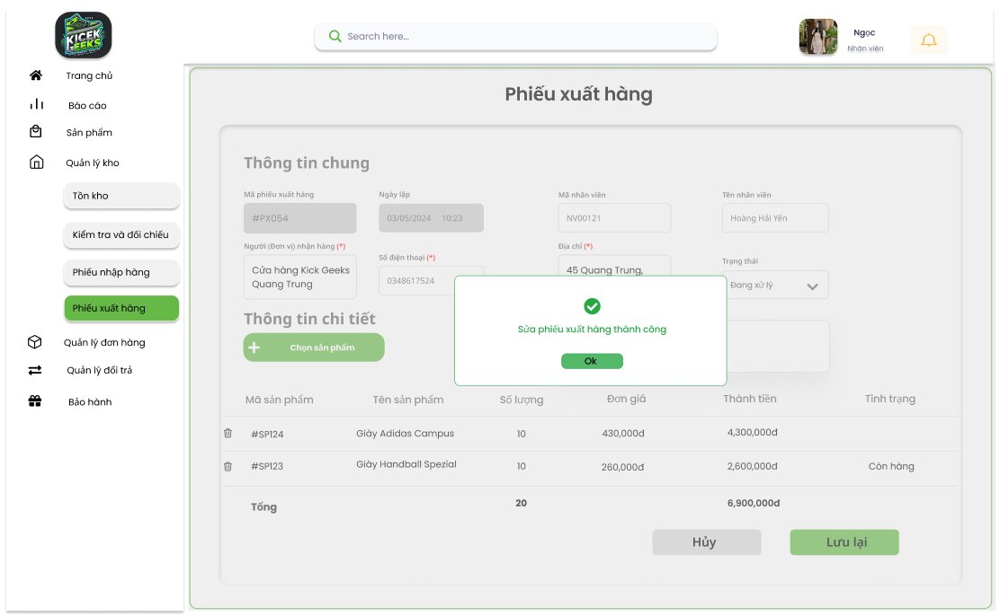 KICEK
GEEKS
Search here...
Ngọc
Nhân viên
Trang chủ
Báo cáo
Sản phẩm
Quản lý kho
Tồn kho
Kiểm tra và đối chiếu
Phiếu nhập hàng
Phiếu xuất hàng
Quản lý đơn hàng
Quản lý đổi trả
Bảo hành
Phiếu xuất hàng
Thông tin chung
Mã phiếu xuất hàng
Ngày lập
Mã nhân viên
Tên nhân viên
#PX054
03/05/2024 10:23
NV00121
Hoàng Hải Yến
Người (Đơn vị) nhận hàng (*)
Số điện thoại (*)
Địa chỉ (*)
Trạng thái
Cửa hàng Kick Geeks
Quang Trung
0348617524
45 Quang Trung,
Đang xử lý
Sửa phiếu xuất hàng thành công
Ok
Thông tin chi tiết
Chọn sản phẩm
Mã sản phẩm Tên sản phẩm Số lượng Đơn giá Thành tiền Tình trạng
#SP124 Giày Adidas Campus 10 430,000đ 4,300,000đ
#SP123 Giày Handball Spezial 10 260,000đ 2,600,000đ Còn hàng
Tổng 20 6,900,000đ
Hủy
Lưu lại